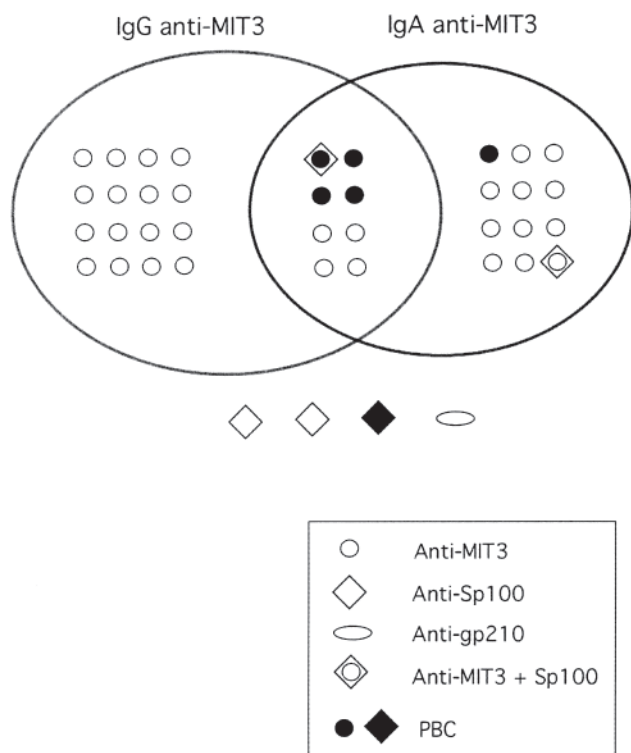 IgG anti-MIT3 IgA anti-MIT3
Anti-MIT3
Anti-Sp100
Anti-gp210
Anti-MIT3 + Sp100
PBC